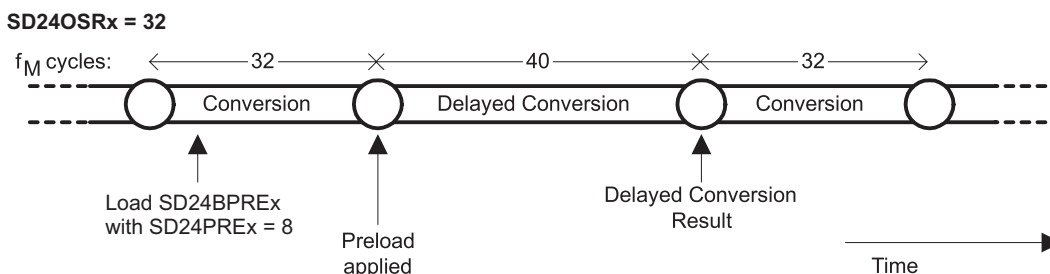 SD24OSRx = 32
fM cycles: 32 40 32
Conversion Delayed Conversion Conversion
Load SD24BPREx
with SD24PREx = 8
Preload
applied
Delayed Conversion
Result
Time